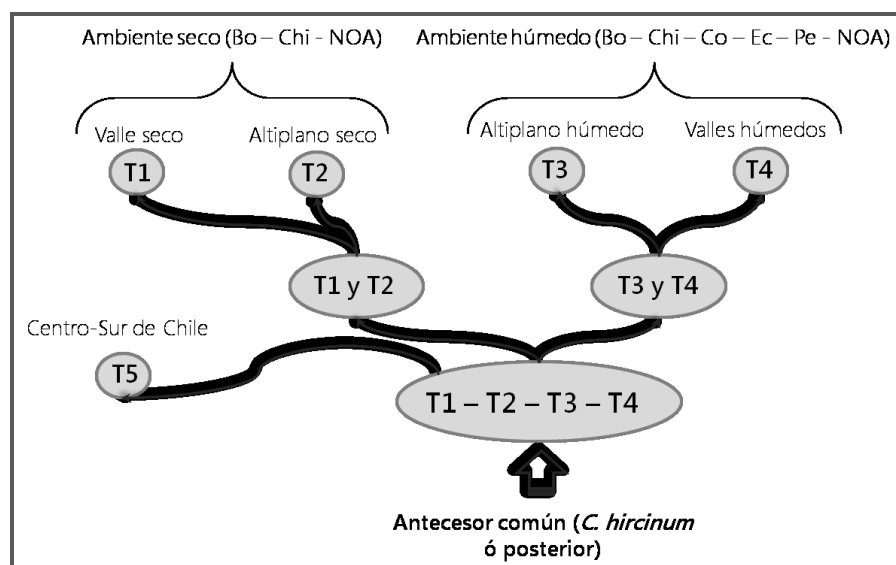 Ambiente seco (Bo – Chi - NOA)
Ambiente húmedo (Bo – Chi – Co – Ec – Pe - NOA)
Valle seco
Altiplano seco
Altiplano húmedo
Valles húmedos
T1
T2
T3
T4
T1 y T2
T3 y T4
Centro-Sur de Chile
T5
T1 – T2 – T3 – T4
Antecesor común (C. hircinum
ó posterior)